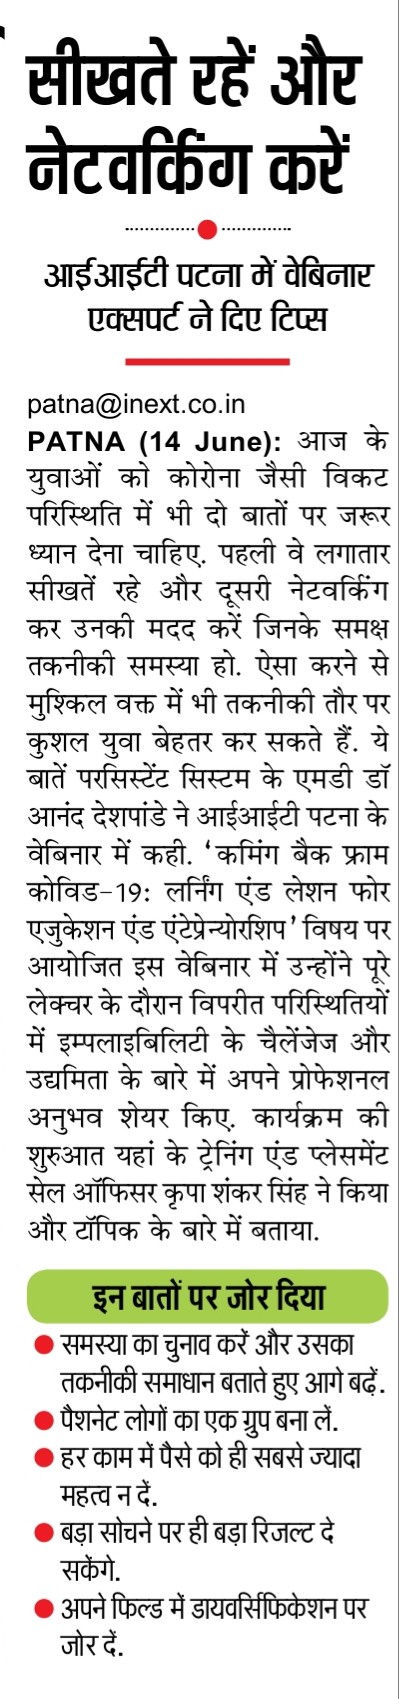 सीखते रहें और
नेटवर्किंग करें
आईआईटी पटना में वेबिनार
एक्सपर्ट ने दिए टिप्स
patna@inext.co.in
PATNA (14 June): आज के
युवाओं को कोरोना जैसी विकट
परिस्थिति में भी दो बातों पर जरूर
ध्यान देना चाहिए. पहली वे लगातार
सीखतें रहे और दूसरी नेटवर्किंग
कर उनकी मदद करें जिनके समक्ष
तकनीकी समस्या हो. ऐसा करने से
मुश्किल वक्त में भी तकनीकी तौर पर
कुशल युवा बेहतर कर सकते हैं. ये
बातें परसिस्टेंट सिस्टम के एमडी डॉ
आनंद देशपांडे ने आईआईटी पटना के
वेबिनार में कही. ‘कमिंग बैक फ्राम
कोविड-19: लर्निंग एंड लेशन फोर
एजुकेशन एंड एंटेप्रेन्योरशिप’ विषय पर
आयोजित इस वेबिनार में उन्होंने पूरे
लेक्चर के दौरान विपरीत परिस्थितियों
में इम्पलाइबिलिटी के चैलेंजेज और
उद्यमिता के बारे में अपने प्रोफेशनल
अनुभव शेयर किए. कार्यक्रम की
शुरुआत यहां के ट्रेनिंग एंड प्लेसमेंट
सेल ऑफिसर कृपा शंकर सिंह ने किया
और टॉपिक के बारे में बताया.
इन बातों पर जोर दिया
समस्या का चुनाव करें और उसका
तकनीकी समाधान बताते हुए आगे बढ़ें.
पैशनेट लोगों का एक ग्रुप बना लें.
हर काम में पैसे को ही सबसे ज्यादा
महत्व न दें.
बड़ा सोचने पर ही बड़ा रिजल्ट दे
सकेंगे.
अपने फिल्ड में डायवर्सिफिकेशन पर
जोर दें.